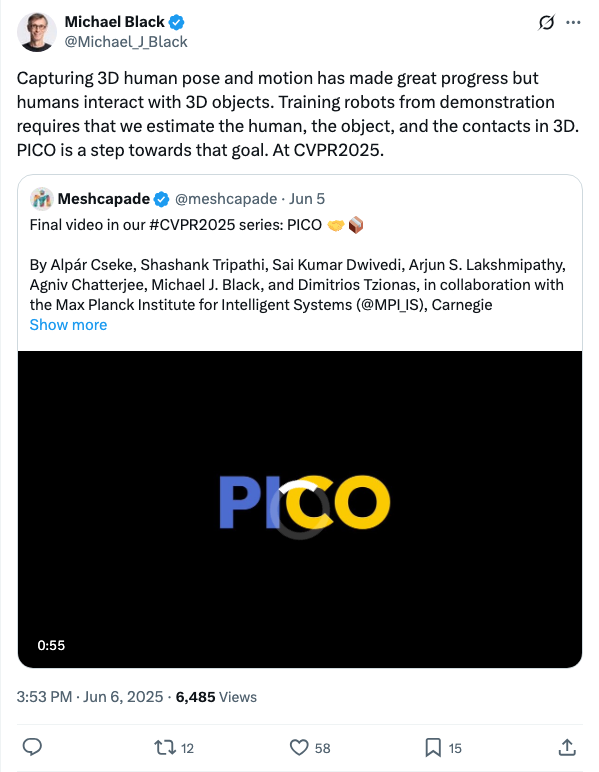 Michael Black
@Michael_J_Black
Capturing 3D human pose and motion has made great progress but
humans interact with 3D objects. Training robots from demonstration
requires that we estimate the human, the object, and the contacts in 3D.
PICO is a step towards that goal. At CVPR2025.
Meshcapade @meshcapade · Jun 5
Final video in our #CVPR2025 series: PICO 🤝 📦
By Alpár Cseke, Shashank Tripathi, Sai Kumar Dwivedi, Arjun S. Lakshmipathy,
Agniv Chatterjee, Michael J. Black, and Dimitrios Tzionas, in collaboration with
the Max Planck Institute for Intelligent Systems (@MPI_IS), Carnegie
Show more
PICO
0:55
3:53 PM · Jun 6, 2025 · 6,485 Views
12 58 15